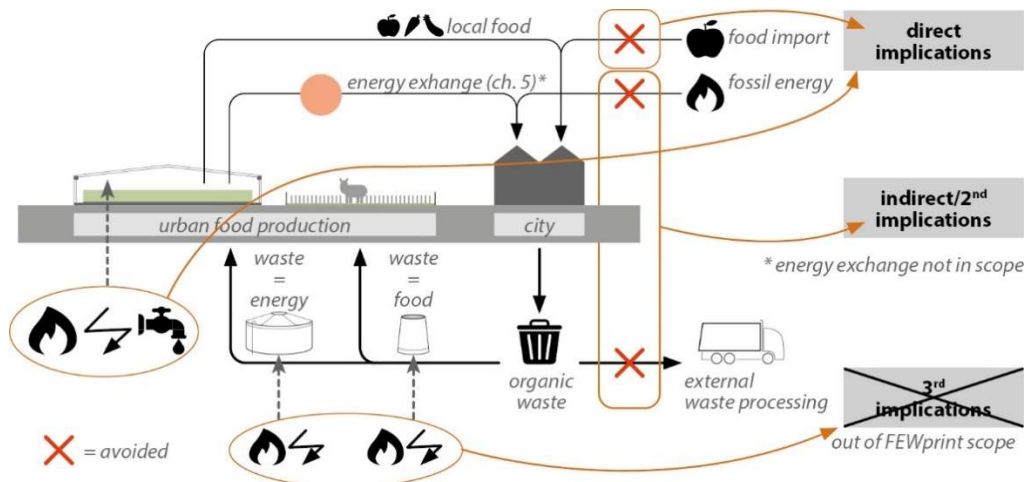 local food
food import
direct
implications
energy exhange (ch. 5)*
fossil energy
indirect/2nd
implications
urban food production
city
* energy exchange not in scope
waste
=
energy
waste
=
food
organic
waste
external
waste processing
3rd
implications
out of FEWprint scope
= avoided